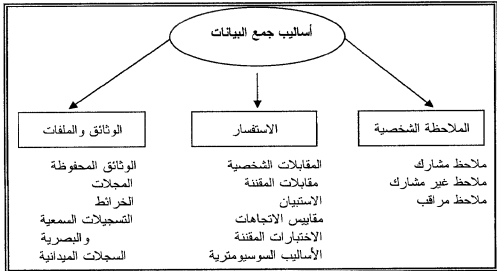 أساليب جمع البيانات
الملاحظة الشخصية
ملاحظ مشارك
ملاحظ غير مشارك
ملاحظ مراقب
الاستفسار
المقابلات الشخصية
مقابلات المقننة
الاستبيان
مقاييس الاتجاهات
الاختبارات المقننة
الأساليب السوسيومترية
الوثائق والملفات
الوثائق المحفوظة
المجلات
الخرائط
التسجيلات السمعية
والبصرية
السجلات الميدانية